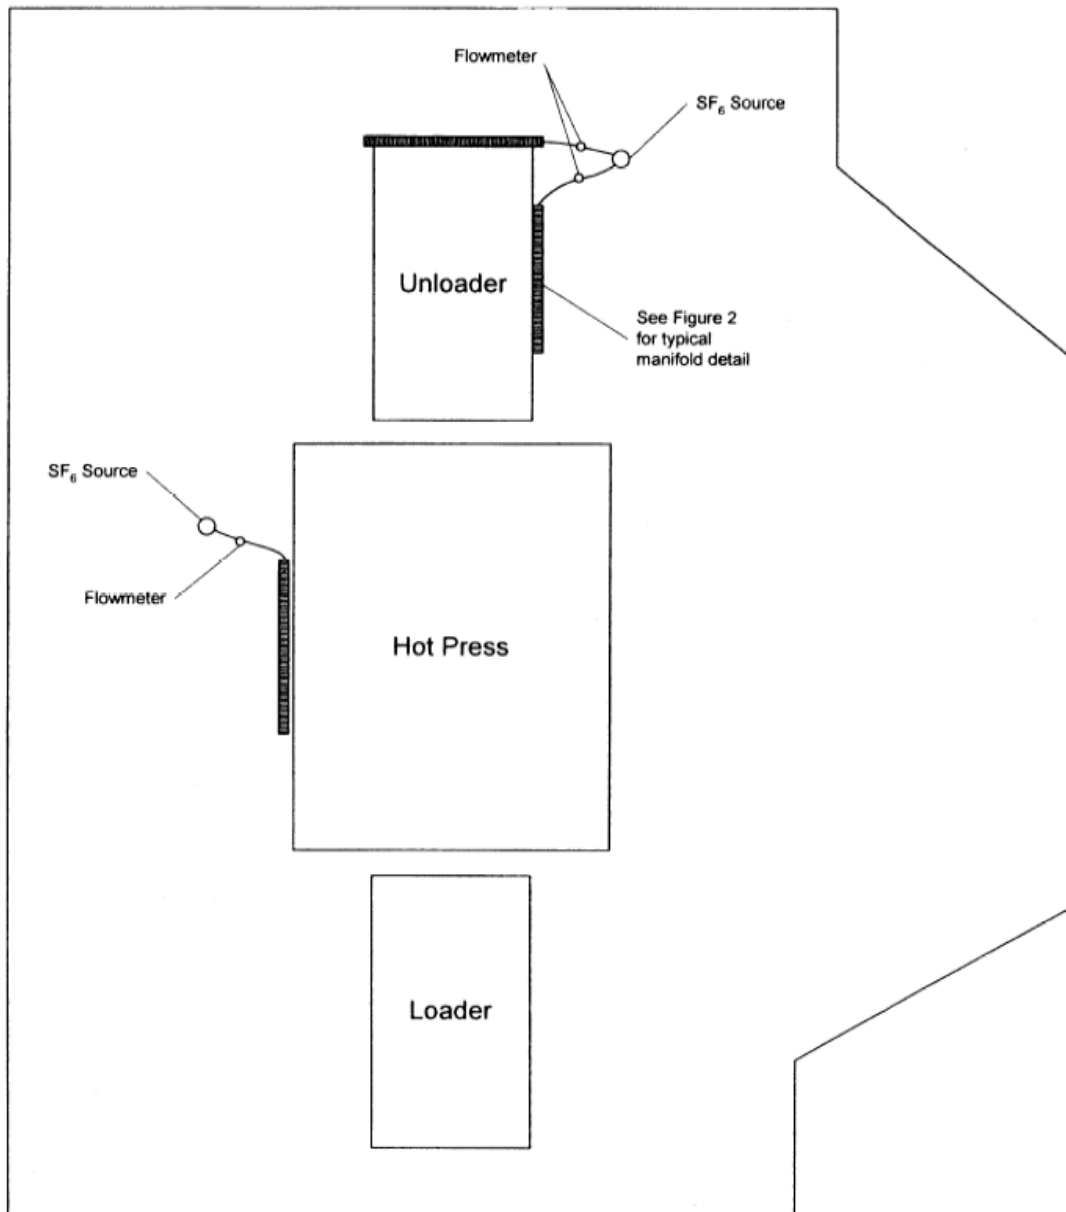 Flowmeter
SF₆ Source
Unloader
See Figure 2
for typical
manifold detail
SF₆ Source
Flowmeter
Hot Press
Loader